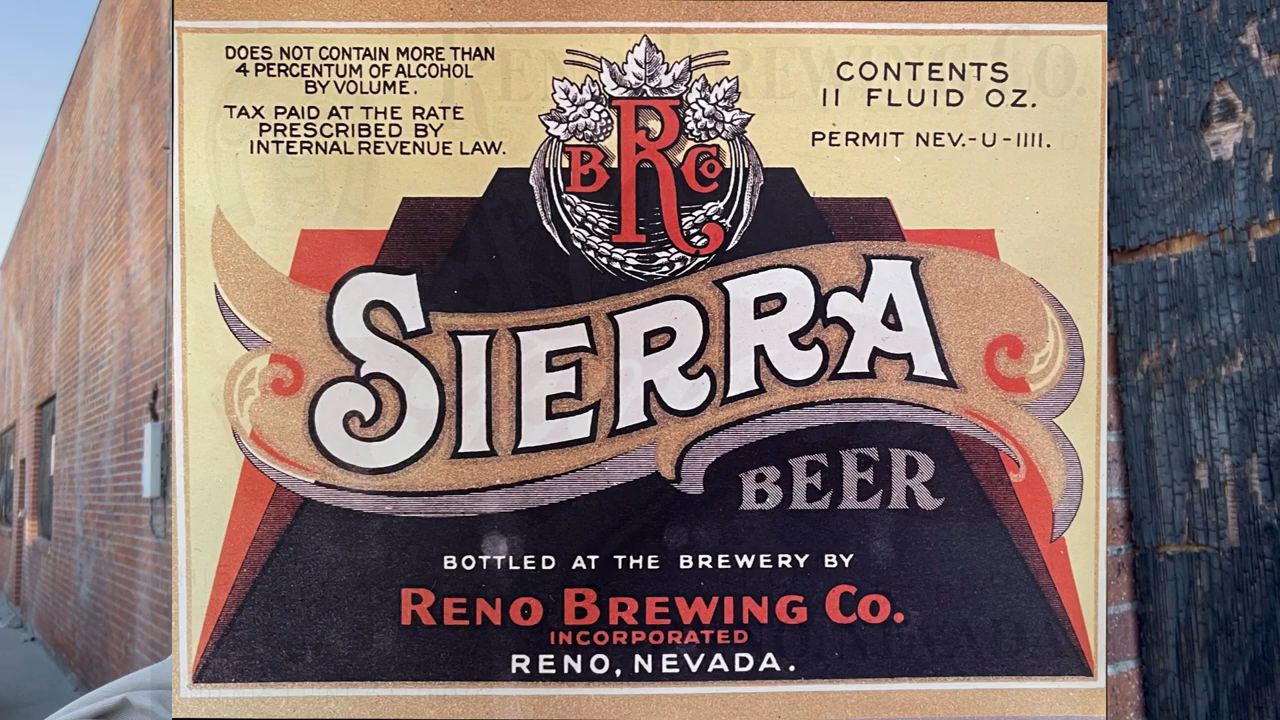 DOES NOT CONTAIN MORE THAN
4 PERCENTUM OF ALCOHOL
BY VOLUME.
TAX PAID AT THE RATE
PRESCRIBED BY
INTERNAL REVENUE LAW.
B R Co
CONTENTS
11 FLUID OZ.
PERMIT NEV.-U-1111.
SIERRA
BEER
BOTTLED AT THE BREWERY BY
RENO BREWING CO.
INCORPORATED
RENO, NEVADA.